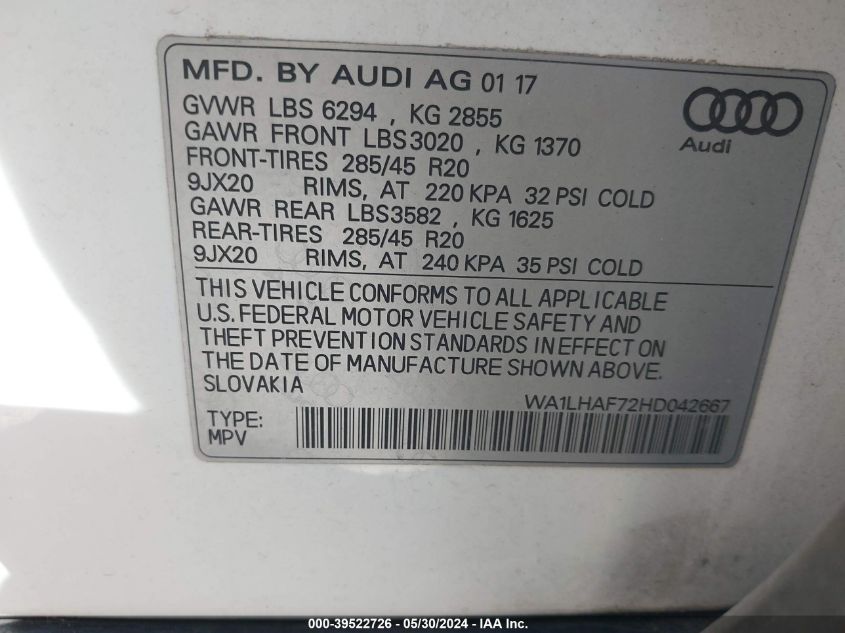 MFD. BY AUDI AG 01 17
GVWR LBS 6294 , KG 2855
GAWR FRONT LBS3020 , KG 1370
FRONT-TIRES 285/45 R20
9JX20 RIMS, AT 220 KPA 32 PSI COLD
GAWR REAR LBS3582 , KG 1625
REAR-TIRES 285/45 R20
9JX20 RIMS, AT 240 KPA 35 PSI COLD
Audi
THIS VEHICLE CONFORMS TO ALL APPLICABLE
U.S. FEDERAL MOTOR VEHICLE SAFETY AND
THEFT PREVENTION STANDARDS IN EFFECT ON
THE DATE OF MANUFACTURE SHOWN ABOVE.
SLOVAKIA
WA1LHAF72HD042667
TYPE:
MPV
000-39522726 - 05/30/2024 - IAA Inc.